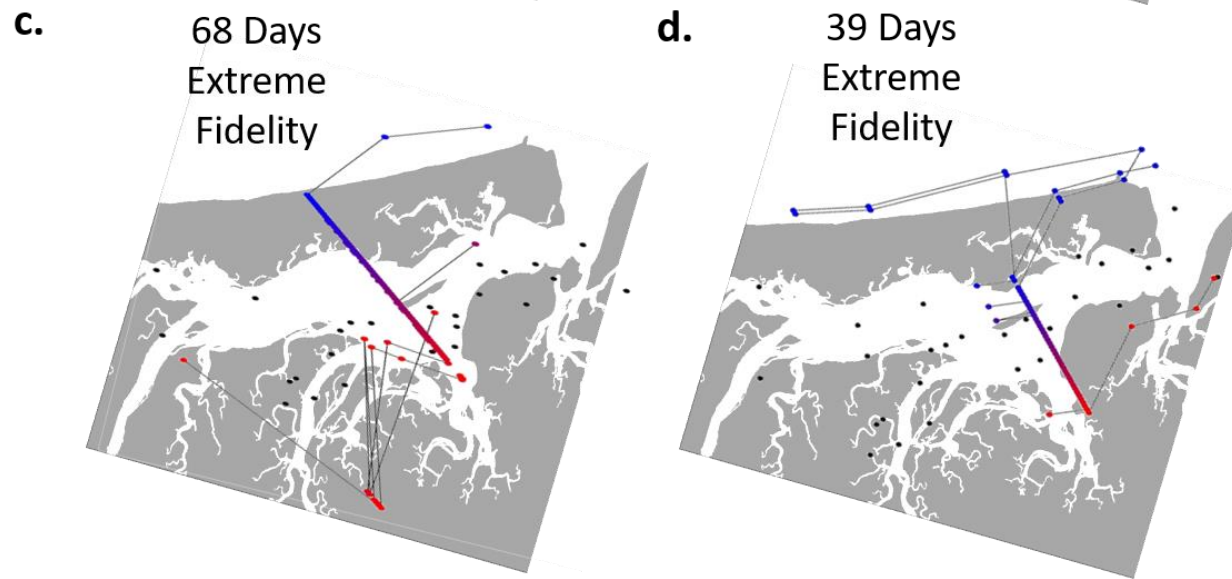 c.
68 Days
Extreme
Fidelity
d.
39 Days
Extreme
Fidelity